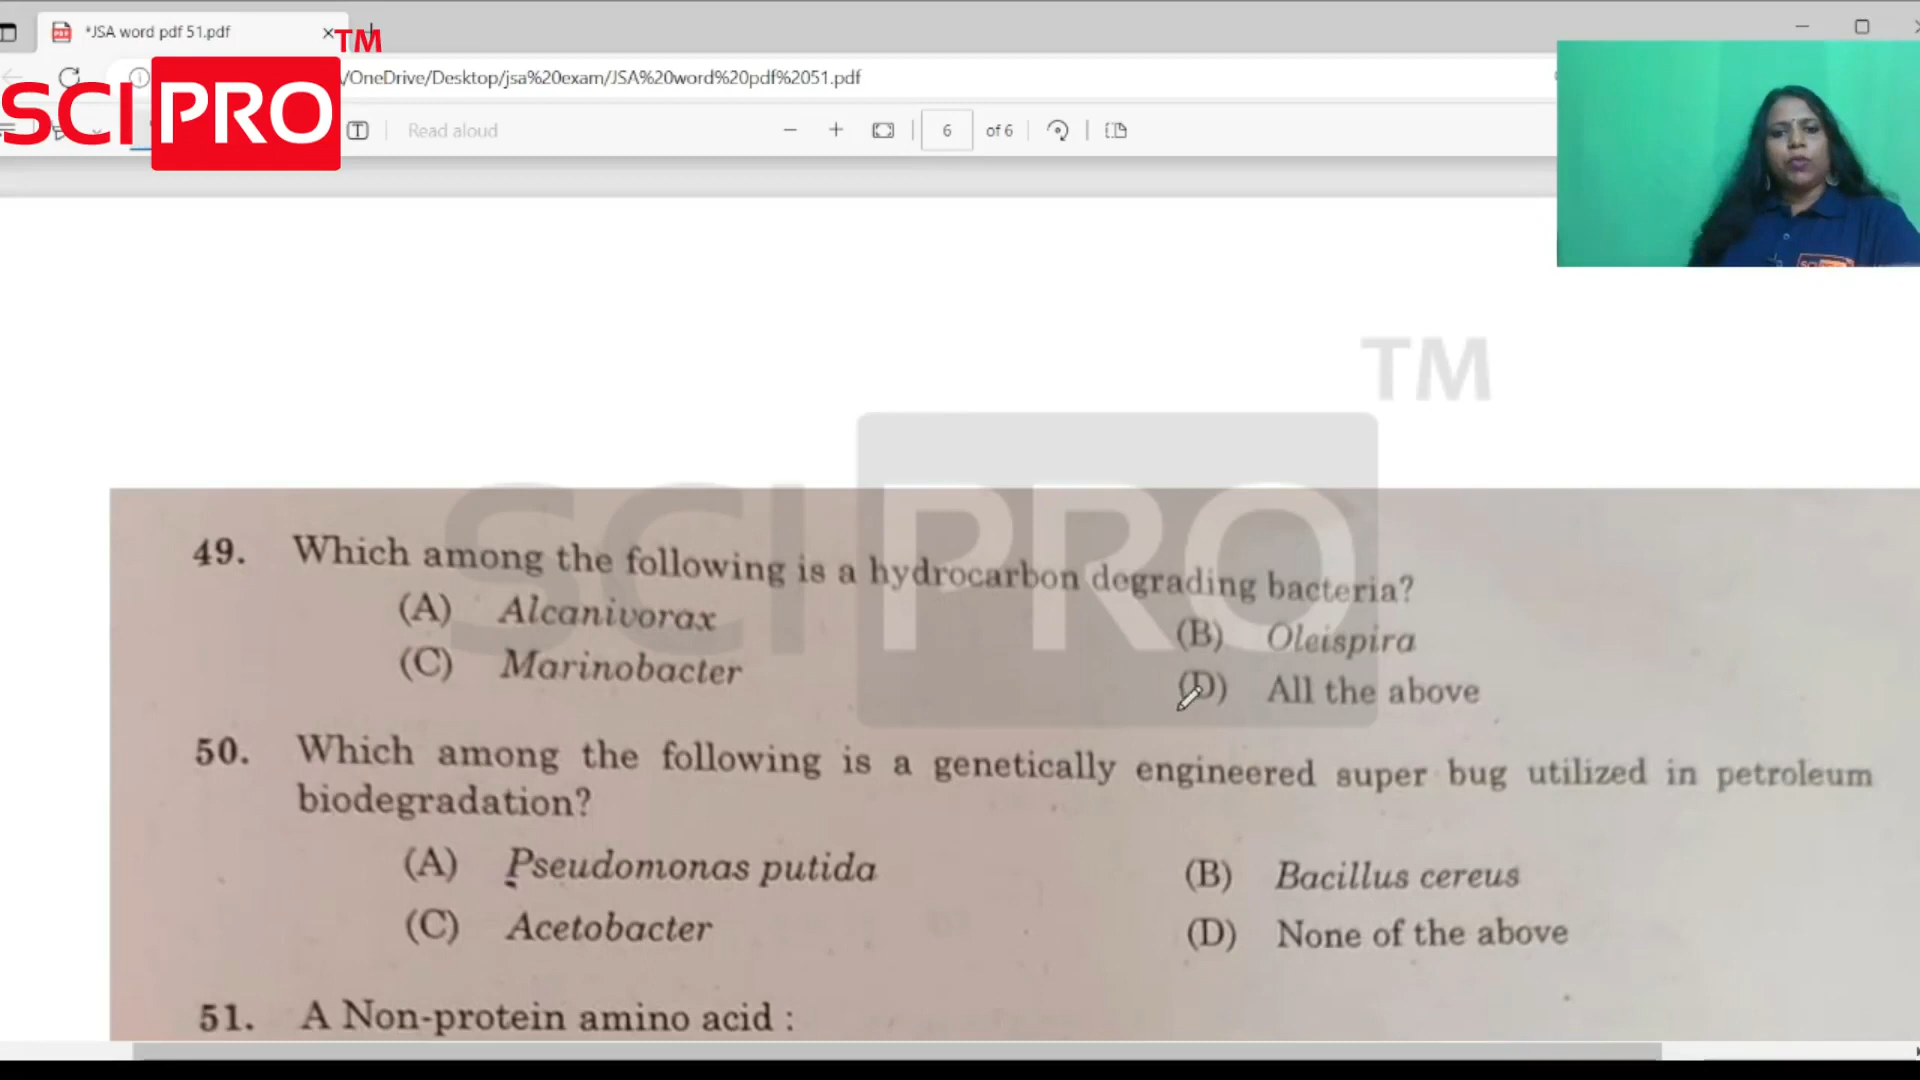 *JSA word pdf 51.pdf
TM
SCI PRO
/OneDrive/Desktop/jsa%20exam/JSA%20word%20pdf%2051.pdf
Read aloud
6 of 6
TM
SCI PRO
49. Which among the following is a hydrocarbon degrading bacteria?
(A) Alcanivorax
(B) Oleispira
(C) Marinobacter
(D) All the above
50. Which among the following is a genetically engineered super bug utilized in petroleum
biodegradation?
(A) Pseudomonas putida
(B) Bacillus cereus
(C) Acetobacter
(D) None of the above
51. A Non-protein amino acid :